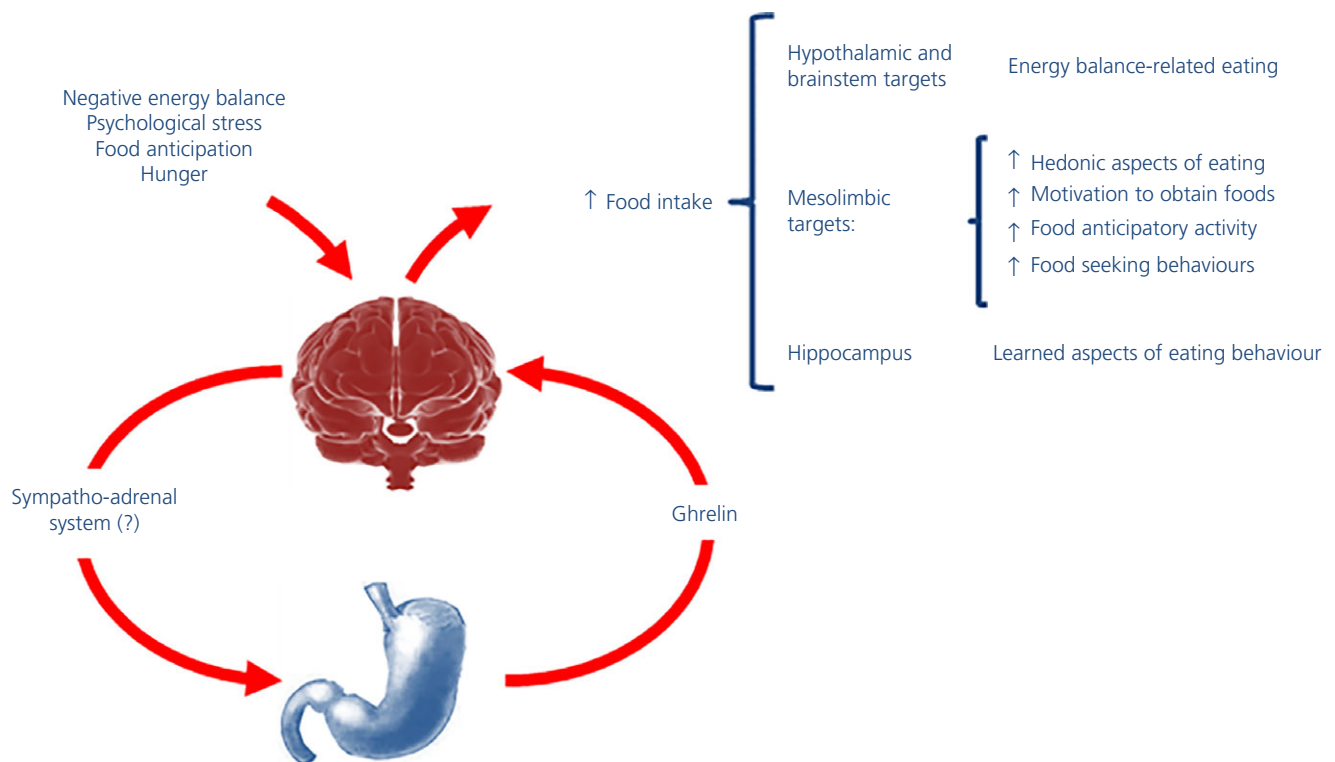 Negative energy balance
Psychological stress
Food anticipation
Hunger
↑ Food intake
Hypothalamic and
brainstem targets
Energy balance-related eating
Mesolimbic
targets:
↑ Hedonic aspects of eating
↑ Motivation to obtain foods
↑ Food anticipatory activity
↑ Food seeking behaviours
Hippocampus
Learned aspects of eating behaviour
Sympatho-adrenal
system (?)
Ghrelin